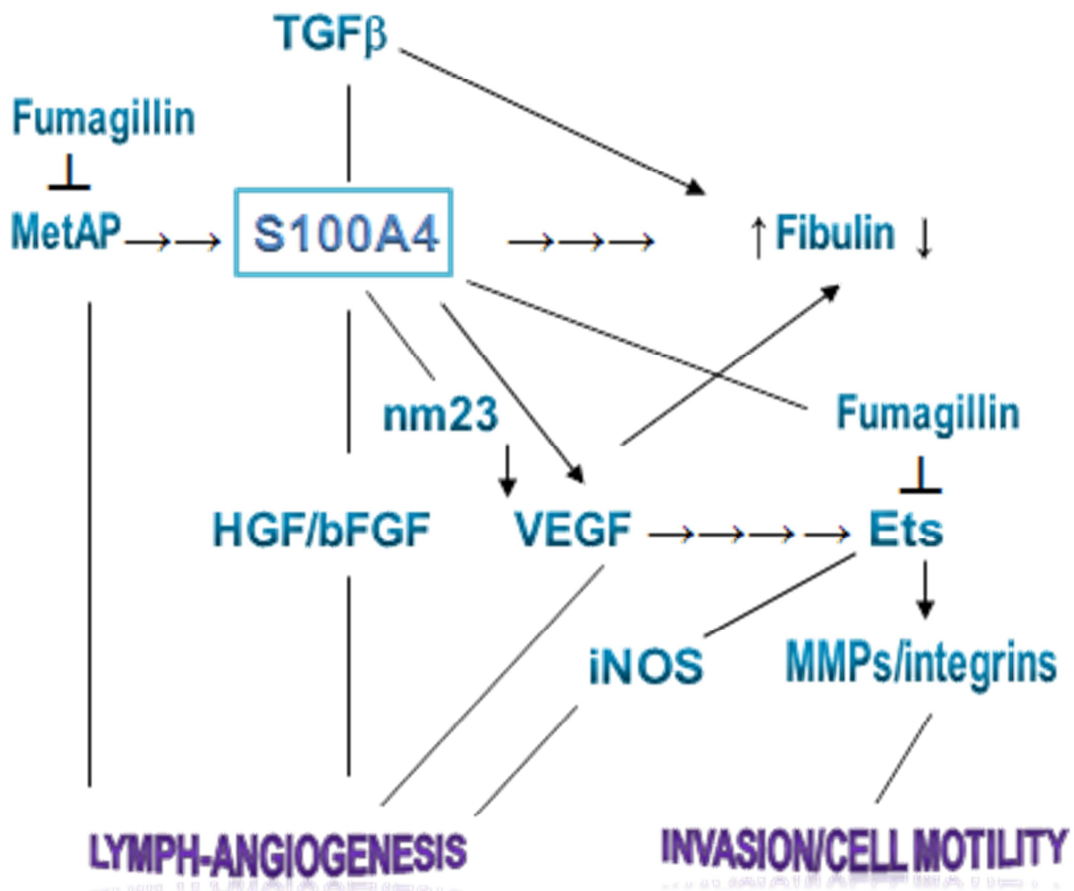 TGFβ
Fumagillin
MetAP →→ S100A4 →→→ ↑ Fibulin ↓
nm23
Fumagillin
HGF/bFGF
VEGF →→→→ Ets
iNOS
MMPs/integrins
LYMPH-ANGIOGENESIS
INVASION/CELL MOTILITY